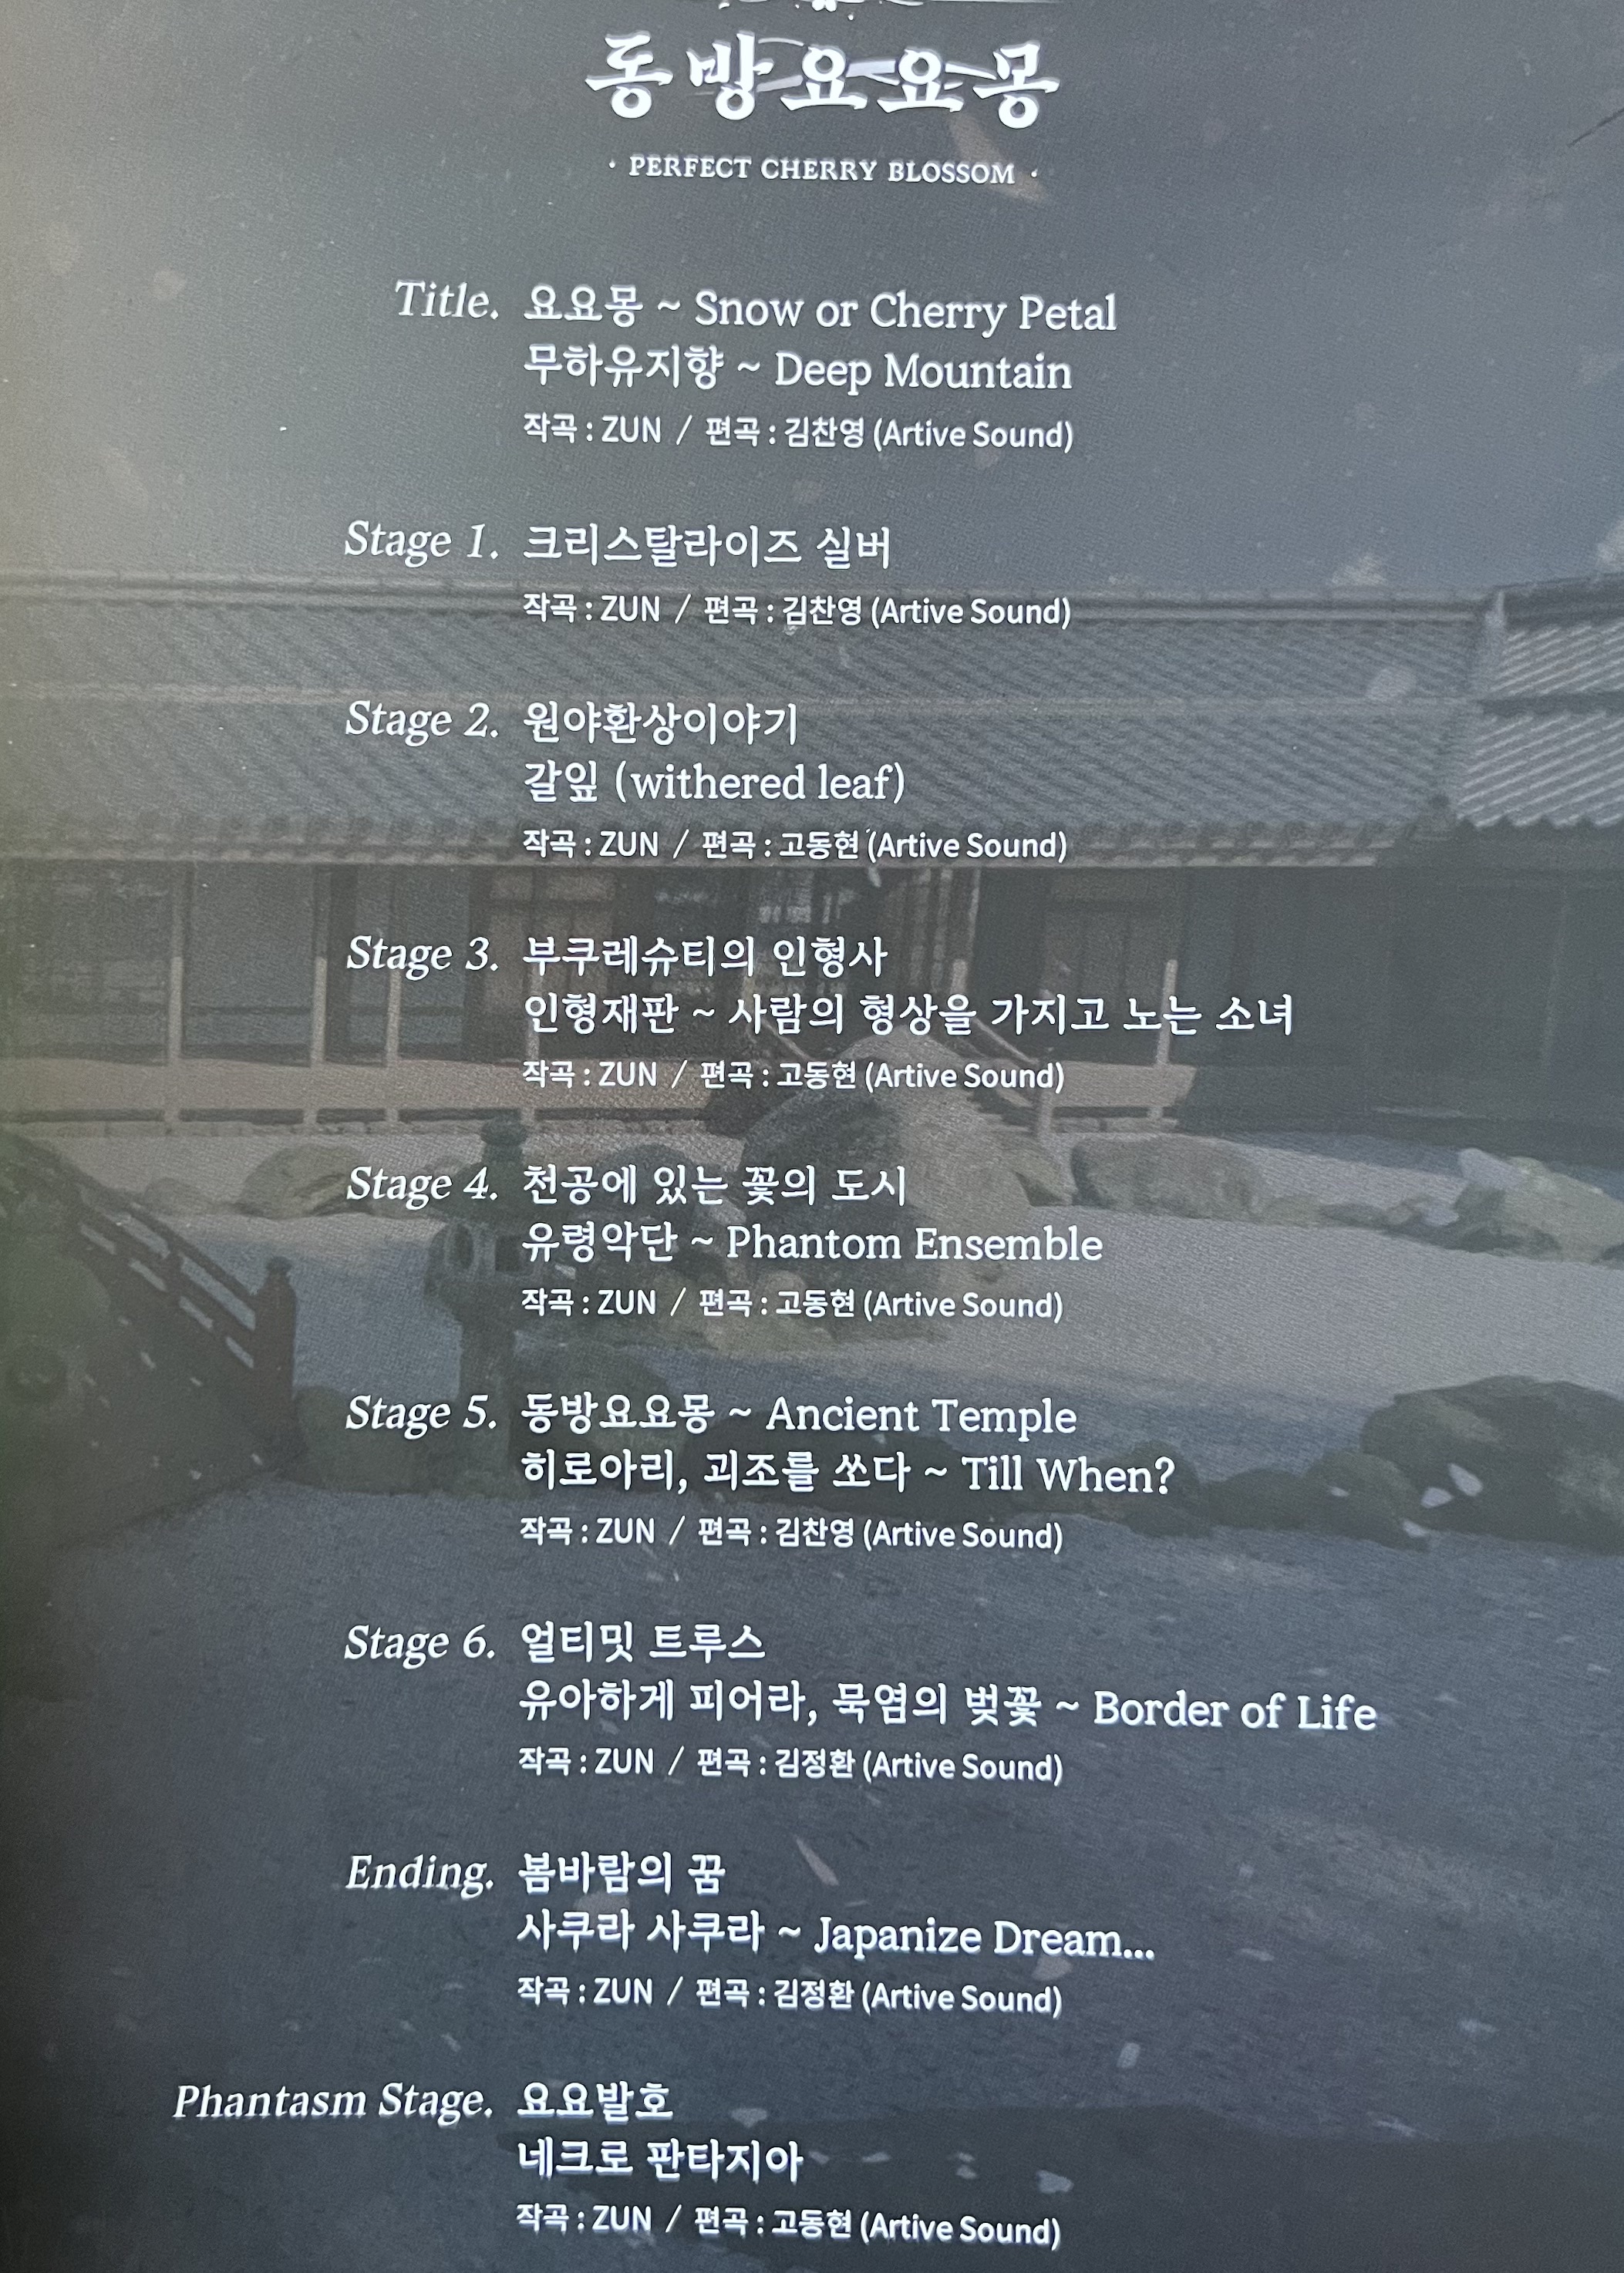 동방요요몽
· PERFECT CHERRY BLOSSOM ·
Title. 요요몽 ~ Snow or Cherry Petal
무하유지향 ~ Deep Mountain
작곡 : ZUN / 편곡 : 김찬영 (Artive Sound)
Stage 1. 크리스탈라이즈 실버
작곡 : ZUN / 편곡 : 김찬영 (Artive Sound)
Stage 2. 원야환상이야기
갈잎 (withered leaf)
작곡 : ZUN / 편곡 : 고동현 (Artive Sound)
Stage 3. 부쿠레슈티의 인형사
인형재판 ~ 사람의 형상을 가지고 노는 소녀
작곡 : ZUN / 편곡 : 고동현 (Artive Sound)
Stage 4. 천공에 있는 꽃의 도시
유령악단 ~ Phantom Ensemble
작곡 : ZUN / 편곡 : 고동현 (Artive Sound)
Stage 5. 동방요요몽 ~ Ancient Temple
히로아리, 괴조를 쏘다 ~ Till When?
작곡 : ZUN / 편곡 : 김찬영 (Artive Sound)
Stage 6. 얼티밋 트루스
유아하게 피어라, 묵염의 벚꽃 ~ Border of Life
작곡 : ZUN / 편곡 : 김정환 (Artive Sound)
Ending. 봄바람의 꿈
사쿠라 사쿠라 ~ Japanize Dream...
작곡 : ZUN / 편곡 : 김정환 (Artive Sound)
Phantasm Stage. 요요발호
네크로 판타지아
작곡 : ZUN / 편곡 : 고동현 (Artive Sound)